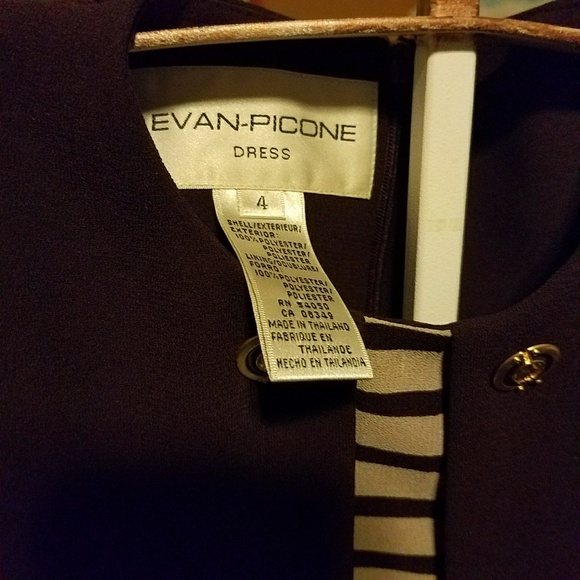 EVAN-PICONE
DRESS
4
SHELL/EXTERIEUR/
EXTERIOR:
100% POLYESTER/
POLYESTER/
POLIESTER
LINING/DOUBLURE/
FORRO:
100% POLYESTER/
POLYESTER/
POLIESTER
RN 54050
CA 08349
MADE IN THAILAND
FABRIQUE EN
THAILANDE
HECHO EN TAILANDIA